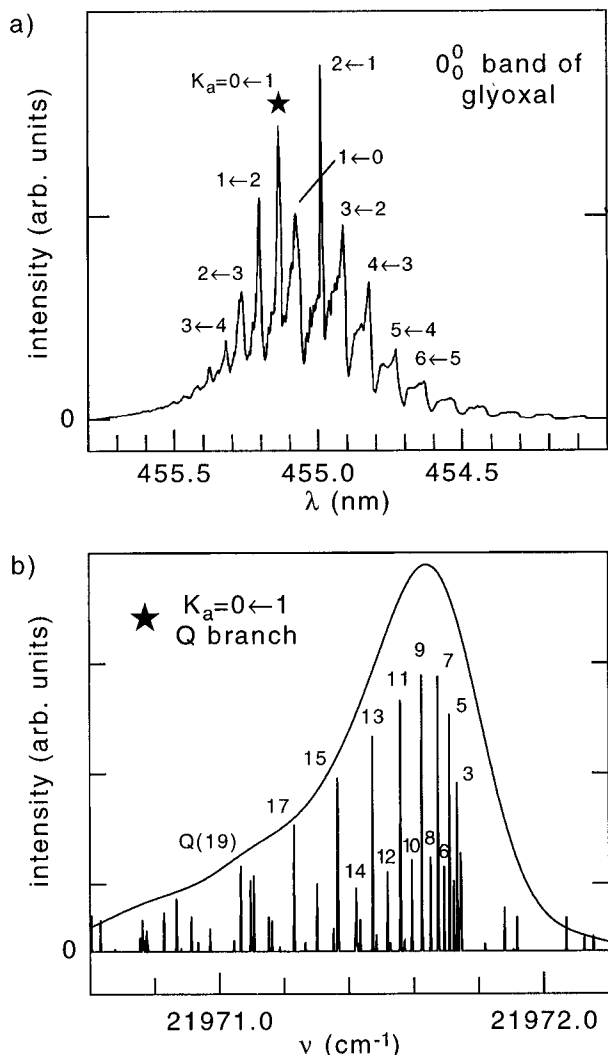 a)
0⁰₀ band of
glyoxal
Kₐ=0←1
★
2←1
1←0
1←2
3←2
2←3
4←3
3←4
5←4
6←5
intensity (arb. units)
0
455.5 455.0 454.5
λ (nm)
b)
★ Kₐ=0←1
Q branch
9
7
11
5
13
3
15
17
Q(19)
14
12
10
8
6
intensity (arb. units)
0
21971.0 21972.0
ν (cm⁻¹)